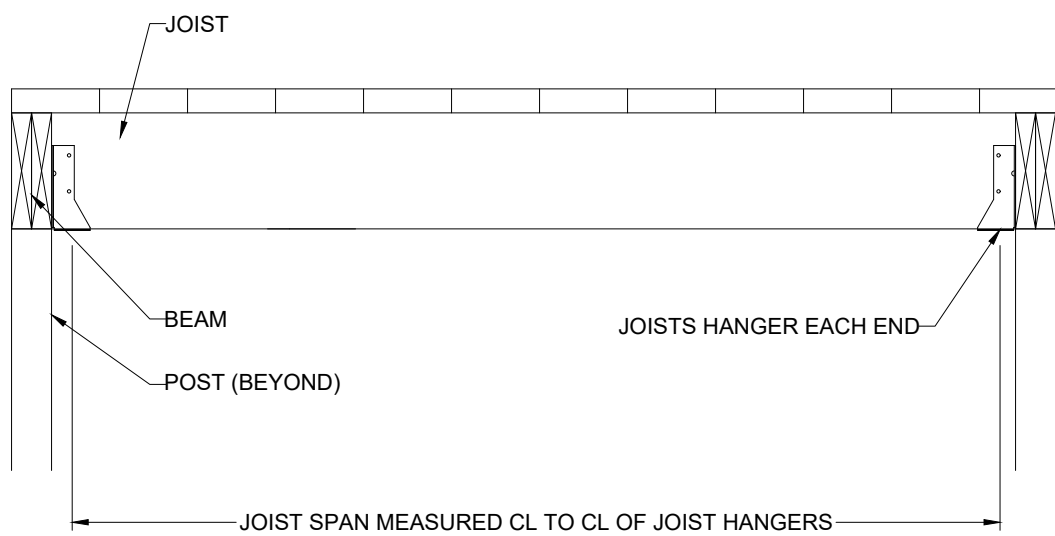 JOIST
BEAM
JOISTS HANGER EACH END
POST (BEYOND)
JOIST SPAN MEASURED CL TO CL OF JOIST HANGERS